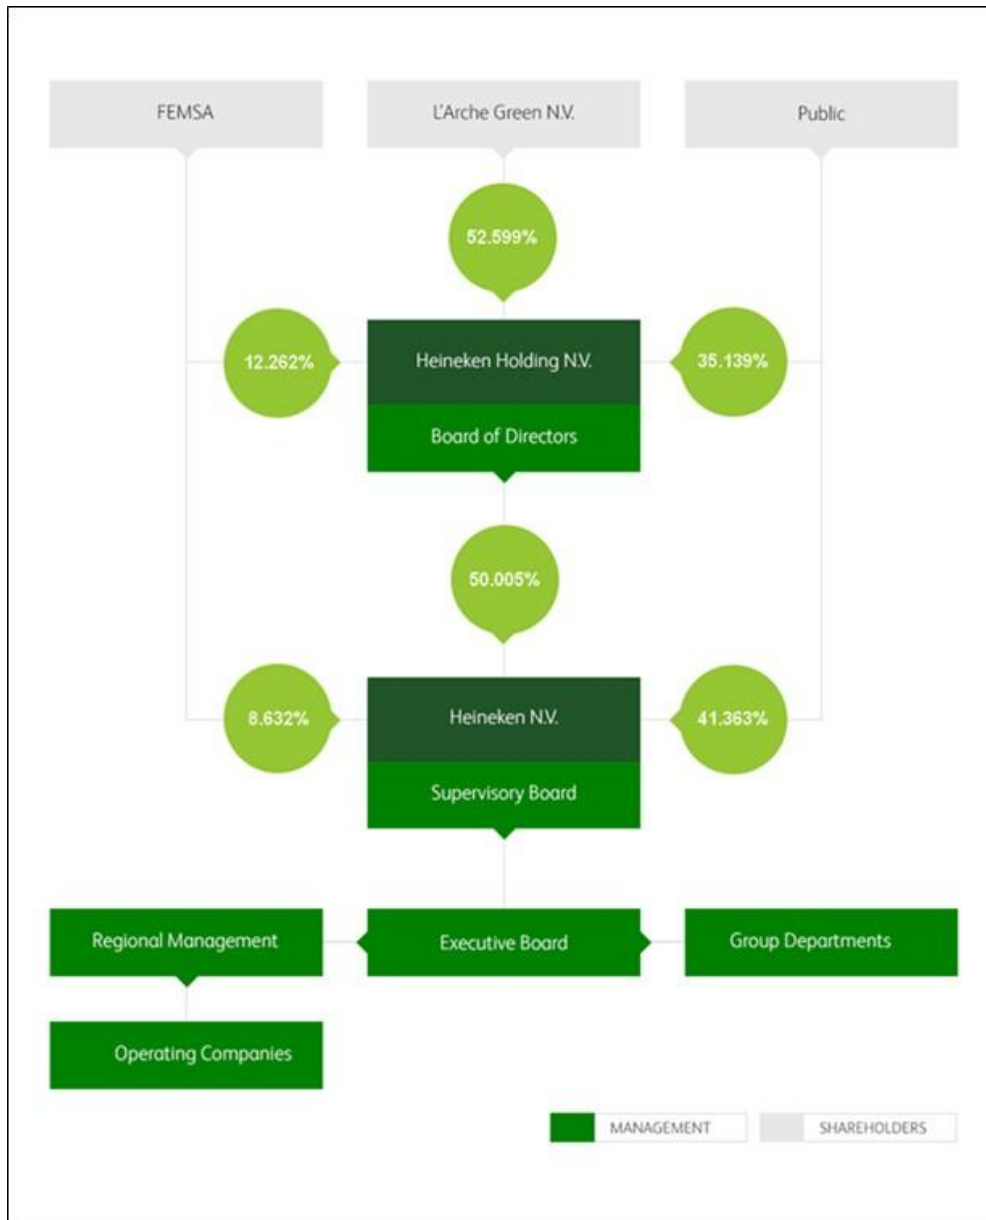 FEMSA
L'Arche Green N.V.
Public
52.599%
12.262%
Heineken Holding N.V.
35.139%
Board of Directors
50.005%
8.632%
Heineken N.V.
41.363%
Supervisory Board
Regional Management
Executive Board
Group Departments
Operating Companies
MANAGEMENT
SHAREHOLDERS